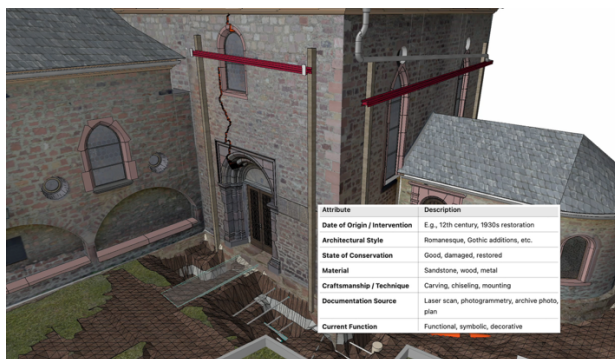 Attribute Description
Date of Origin / Intervention E.g., 12th century, 1930s restoration
Architectural Style Romanesque, Gothic additions, etc.
State of Conservation Good, damaged, restored
Material Sandstone, wood, metal
Craftsmanship / Technique Carving, chiseling, mounting
Documentation Source Laser scan, photogrammetry, archive photo,
plan
Current Function Functional, symbolic, decorative